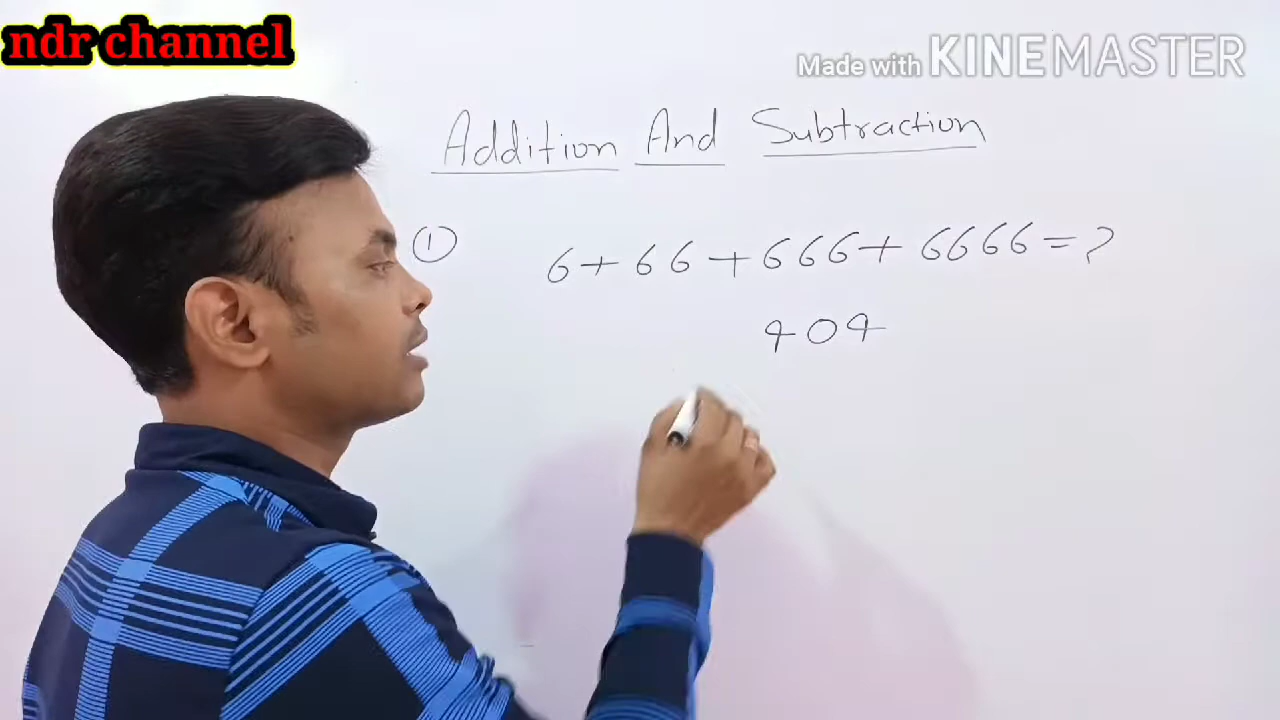 ndr channel
Made with KINEMASTER
Addition And Subtraction
① 6+66+666+6666=?
404